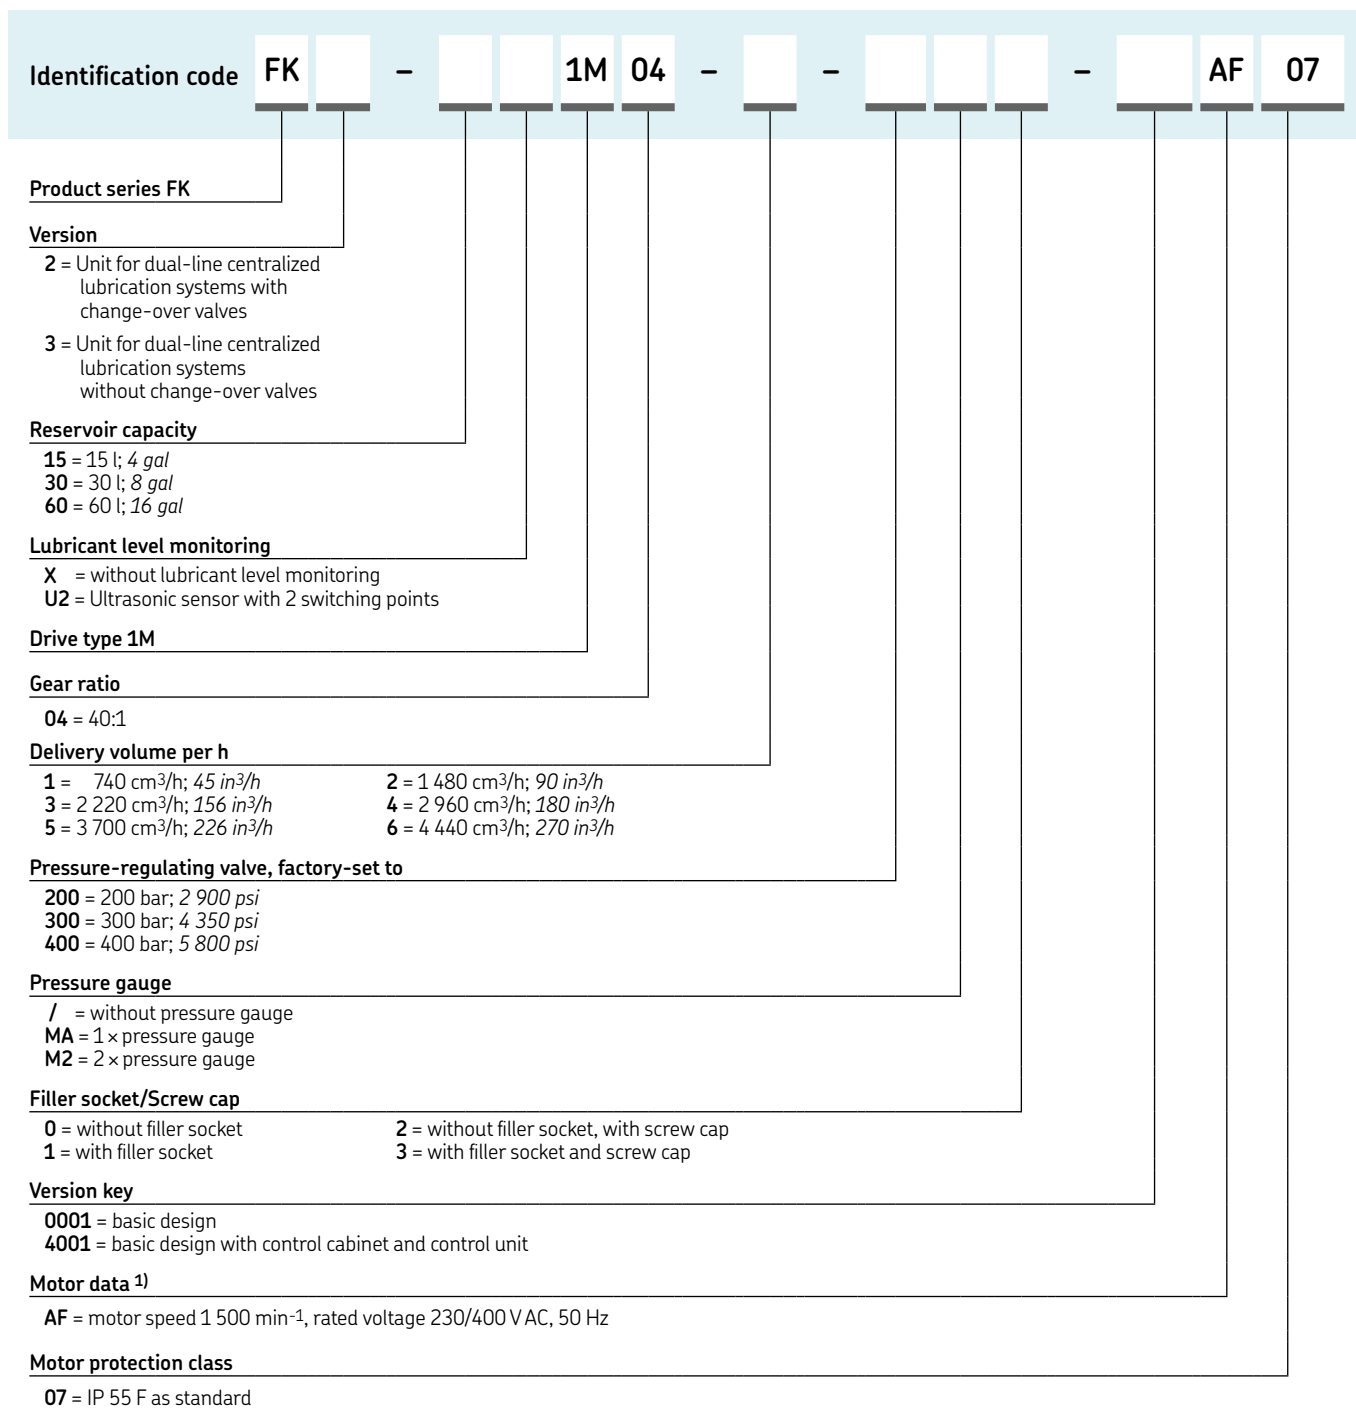 Identification code FK – 1M 04 – – – AF 07
Product series FK
Version
2 = Unit for dual-line centralized
lubrication systems with
change-over valves
3 = Unit for dual-line centralized
lubrication systems
without change-over valves
Reservoir capacity
15 = 15 l; 4 gal
30 = 30 l; 8 gal
60 = 60 l; 16 gal
Lubricant level monitoring
X = without lubricant level monitoring
U2 = Ultrasonic sensor with 2 switching points
Drive type 1M
Gear ratio
04 = 40:1
Delivery volume per h
1 = 740 cm³/h; 45 in³/h 2 = 1 480 cm³/h; 90 in³/h
3 = 2 220 cm³/h; 156 in³/h 4 = 2 960 cm³/h; 180 in³/h
5 = 3 700 cm³/h; 226 in³/h 6 = 4 440 cm³/h; 270 in³/h
Pressure-regulating valve, factory-set to
200 = 200 bar; 2 900 psi
300 = 300 bar; 4 350 psi
400 = 400 bar; 5 800 psi
Pressure gauge
/ = without pressure gauge
MA = 1 × pressure gauge
M2 = 2 × pressure gauge
Filler socket/Screw cap
0 = without filler socket 2 = without filler socket, with screw cap
1 = with filler socket 3 = with filler socket and screw cap
Version key
0001 = basic design
4001 = basic design with control cabinet and control unit
Motor data ¹⁾
AF = motor speed 1 500 min⁻¹, rated voltage 230/400 V AC, 50 Hz
Motor protection class
07 = IP 55 F as standard